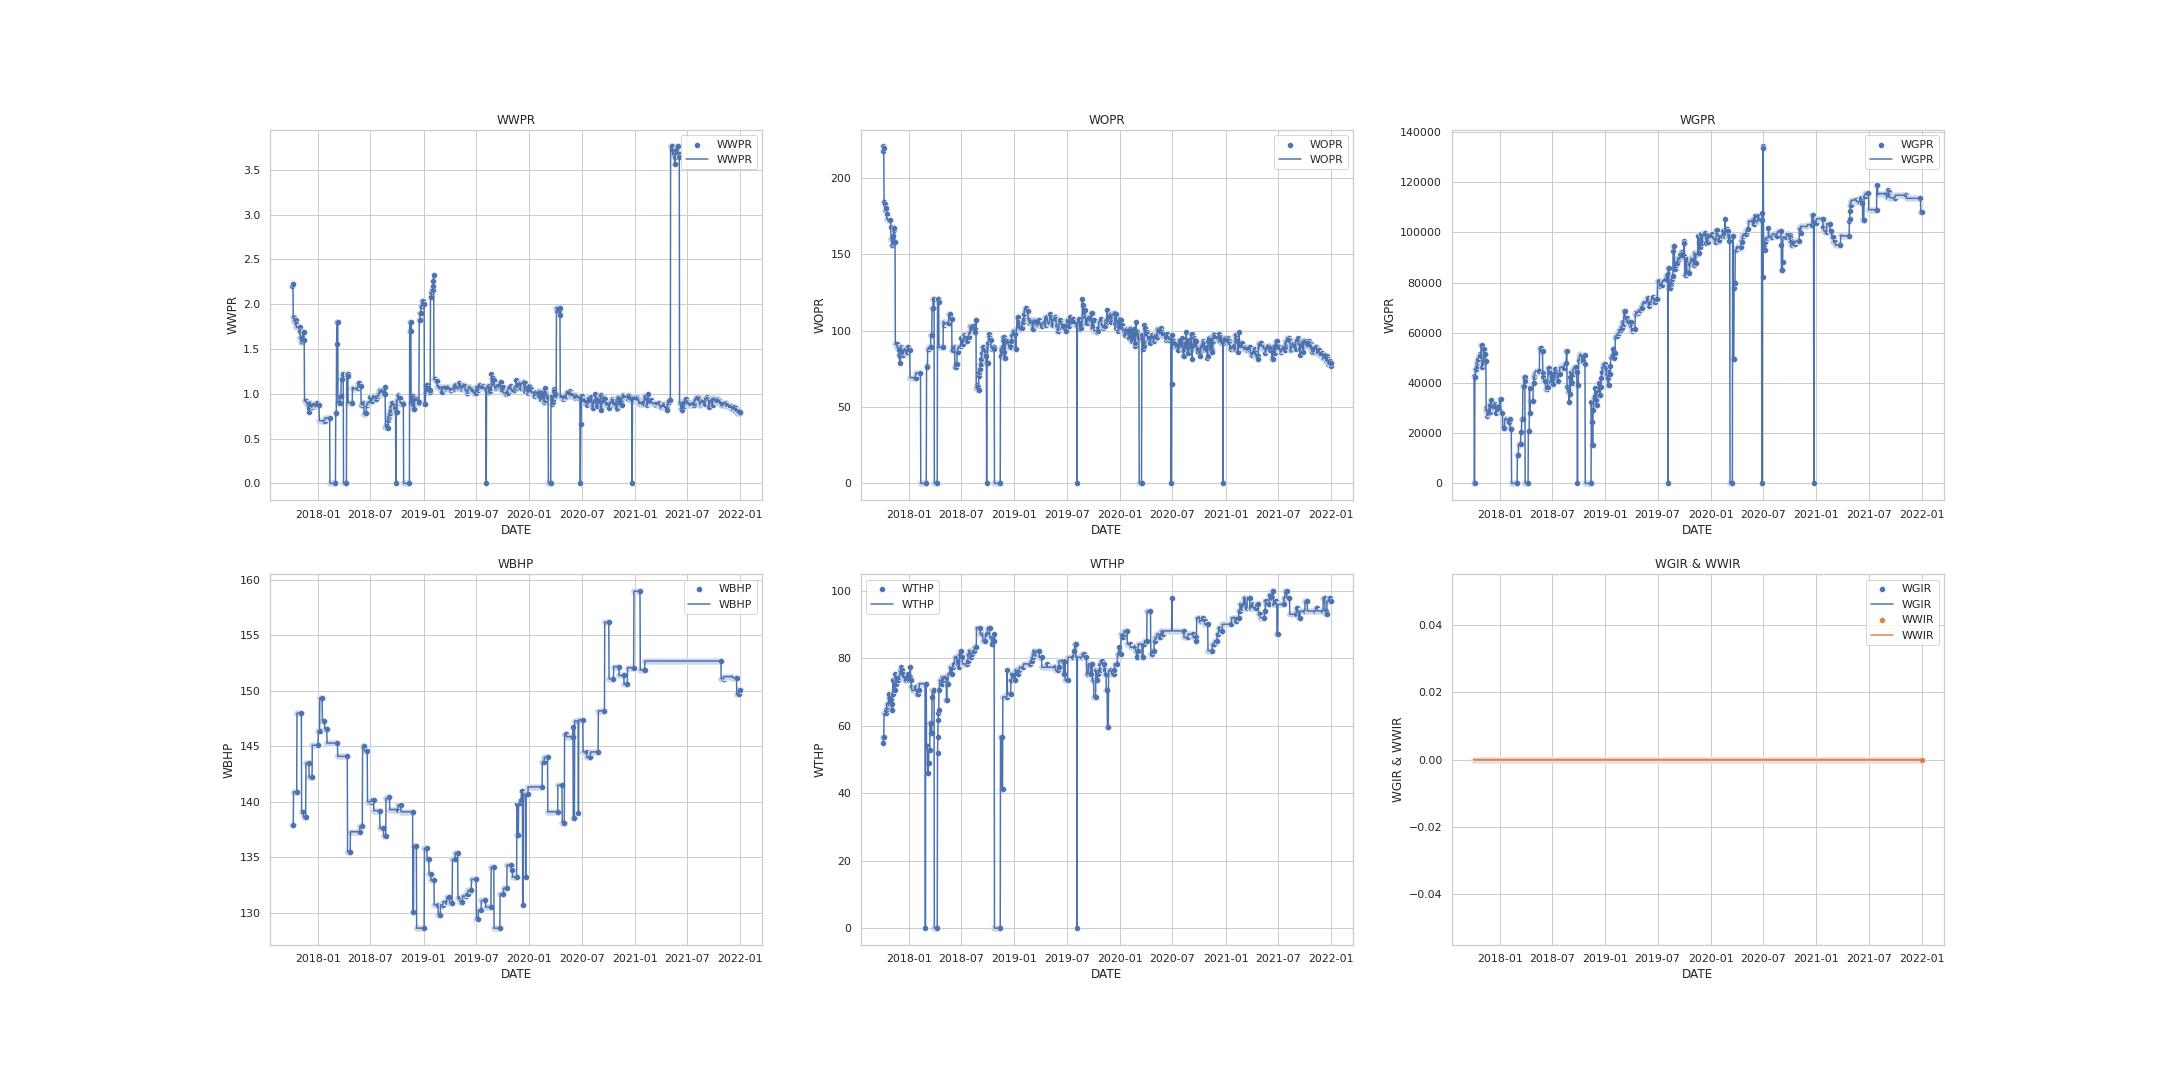 WWPR
WWPR
WWPR
3.5
3.0
2.5
2.0
1.5
1.0
0.5
0.0
WWPR
2018-01 2018-07 2019-01 2019-07 2020-01 2020-07 2021-01 2021-07 2022-01
DATE
WOPR
WOPR
WOPR
200
150
100
50
0
WOPR
2018-01 2018-07 2019-01 2019-07 2020-01 2020-07 2021-01 2021-07 2022-01
DATE
WGPR
WGPR
WGPR
140000
120000
100000
80000
60000
40000
20000
0
WGPR
2018-01 2018-07 2019-01 2019-07 2020-01 2020-07 2021-01 2021-07 2022-01
DATE
WBHP
WBHP
WBHP
160
155
150
145
140
135
130
WBHP
2018-01 2018-07 2019-01 2019-07 2020-01 2020-07 2021-01 2021-07 2022-01
DATE
WTHP
WTHP
WTHP
100
80
60
40
20
0
WTHP
2018-01 2018-07 2019-01 2019-07 2020-01 2020-07 2021-01 2021-07 2022-01
DATE
WGIR & WWIR
WGIR
WGIR
WWIR
WWIR
0.04
0.02
0.00
−0.02
−0.04
WGIR & WWIR
2018-01 2018-07 2019-01 2019-07 2020-01 2020-07 2021-01 2021-07 2022-01
DATE